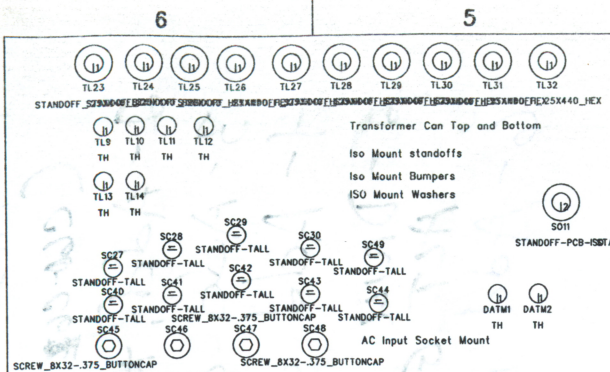 6 5
TL23 TL24 TL25 TL26 TL27 TL28 TL29 TL30 TL31 TL32
TL9 TL10 TL11 TL12
TH TH TH TH
Transformer Can Top and Bottom
Iso Mount standoffs
Iso Mount Bumpers
TL13 TL14
TH TH
ISO Mount Washers
2
SO11
SC29
SC28 SC30
STANDOFF-TALL
STANDOFF-TALL STANDOFF-TALL
SC27 SC49
STANDOFF-TALL STANDOFF-TALL
SC42
SC40 SC41 STANDOFF-TALL SC43 SC44
STANDOFF-TALL STANDOFF-TALL STANDOFF-TALL STANDOFF-TALL
DATM1 DATM2
TH TH
SCREW_8X32-.375_BUTTONCAP
SC45 SC46 SC47 SC48
AC Input Socket Mount
SCREW_8X32-.375_BUTTONCAP SCREW_8X32-.375_BUTTONCAP